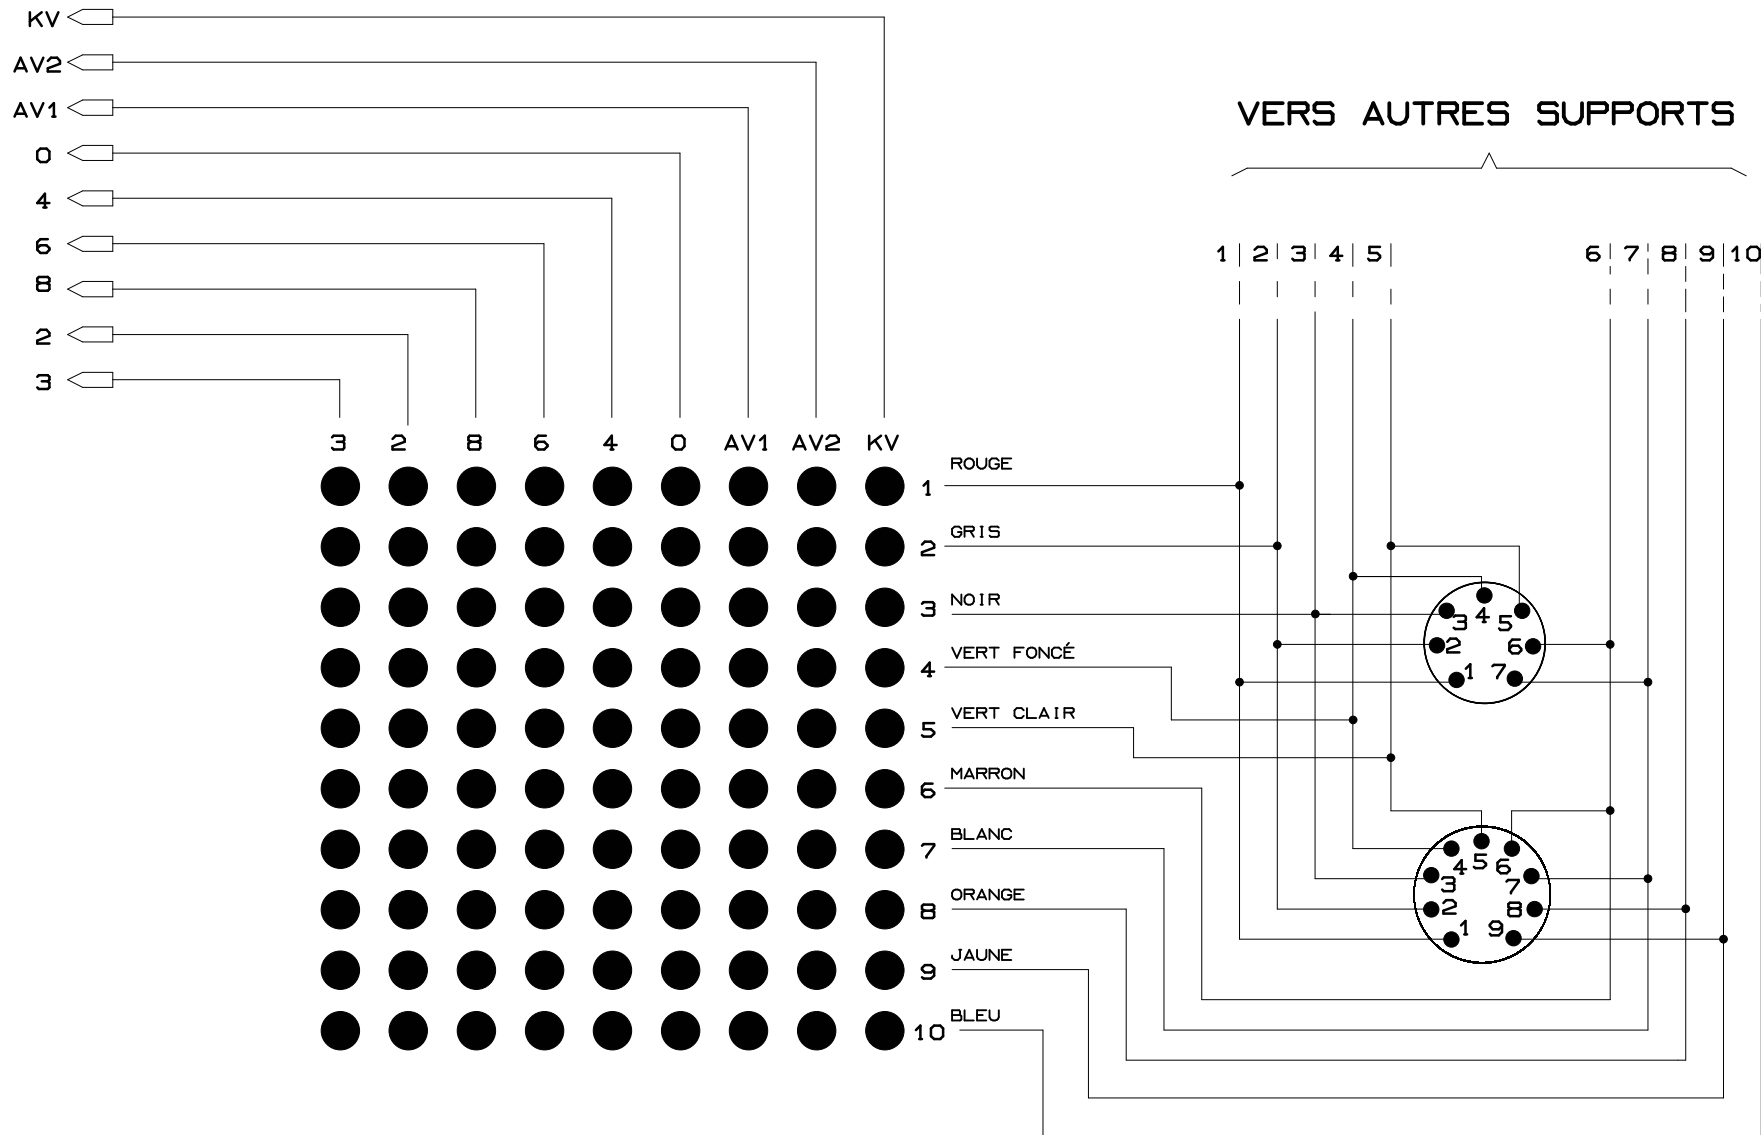 KV
AV2
AV1
0
4
6
8
2
3
VERS AUTRES SUPPORTS
1 2 3 4 5 6 7 8 9 10
3 2 8 6 4 0 AV1 AV2 KV
1 ROUGE
2 GRIS
3 NOIR
4 VERT FONCÉ
5 VERT CLAIR
6 MARRON
7 BLANC
8 ORANGE
9 JAUNE
10 BLEU
3 4 5
2 6
1 7
4 5 6
3 7
2 8
1 9